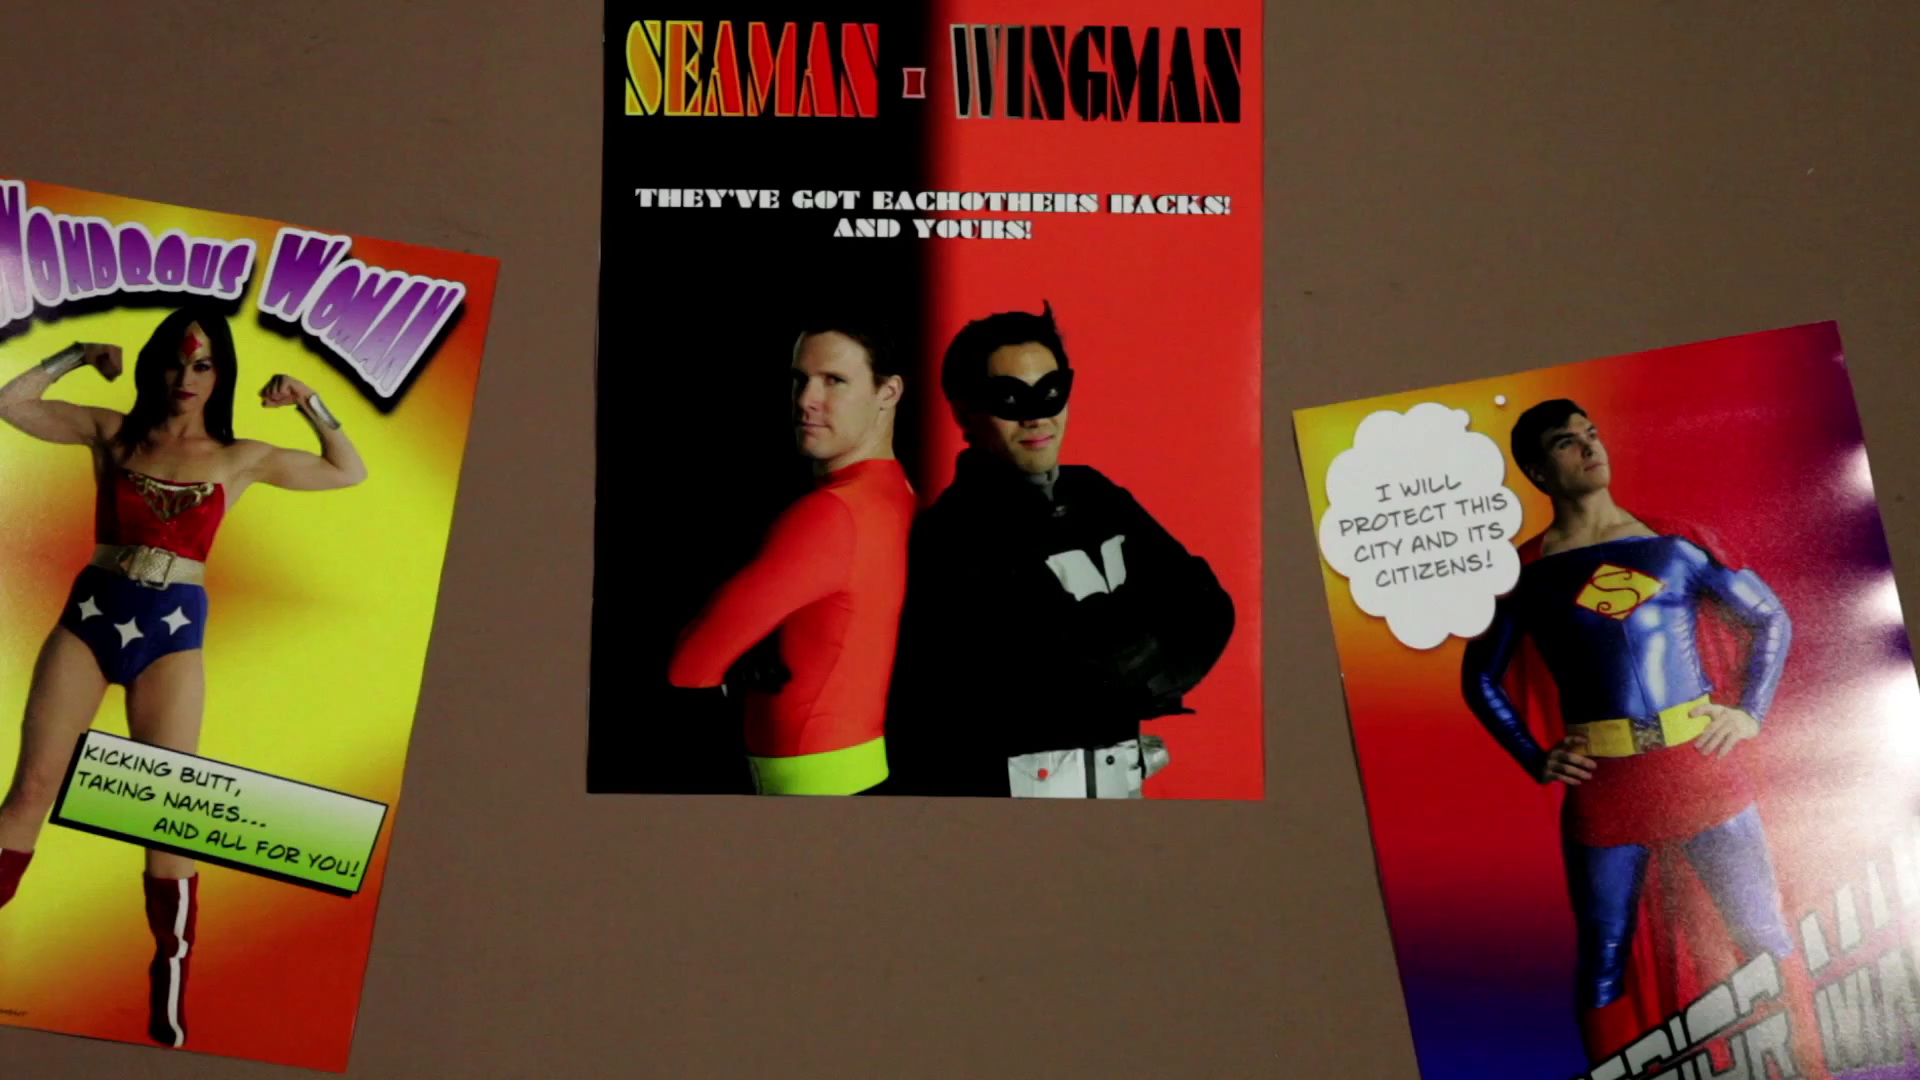 SEAMAN WINGMAN
THEY'VE GOT EACHOTHERS BACKS!
AND YOURS!
WONDROUS WOMAN
KICKING BUTT,
TAKING NAMES...
AND ALL FOR YOU!
I WILL
PROTECT THIS
CITY AND ITS
CITIZENS!
S